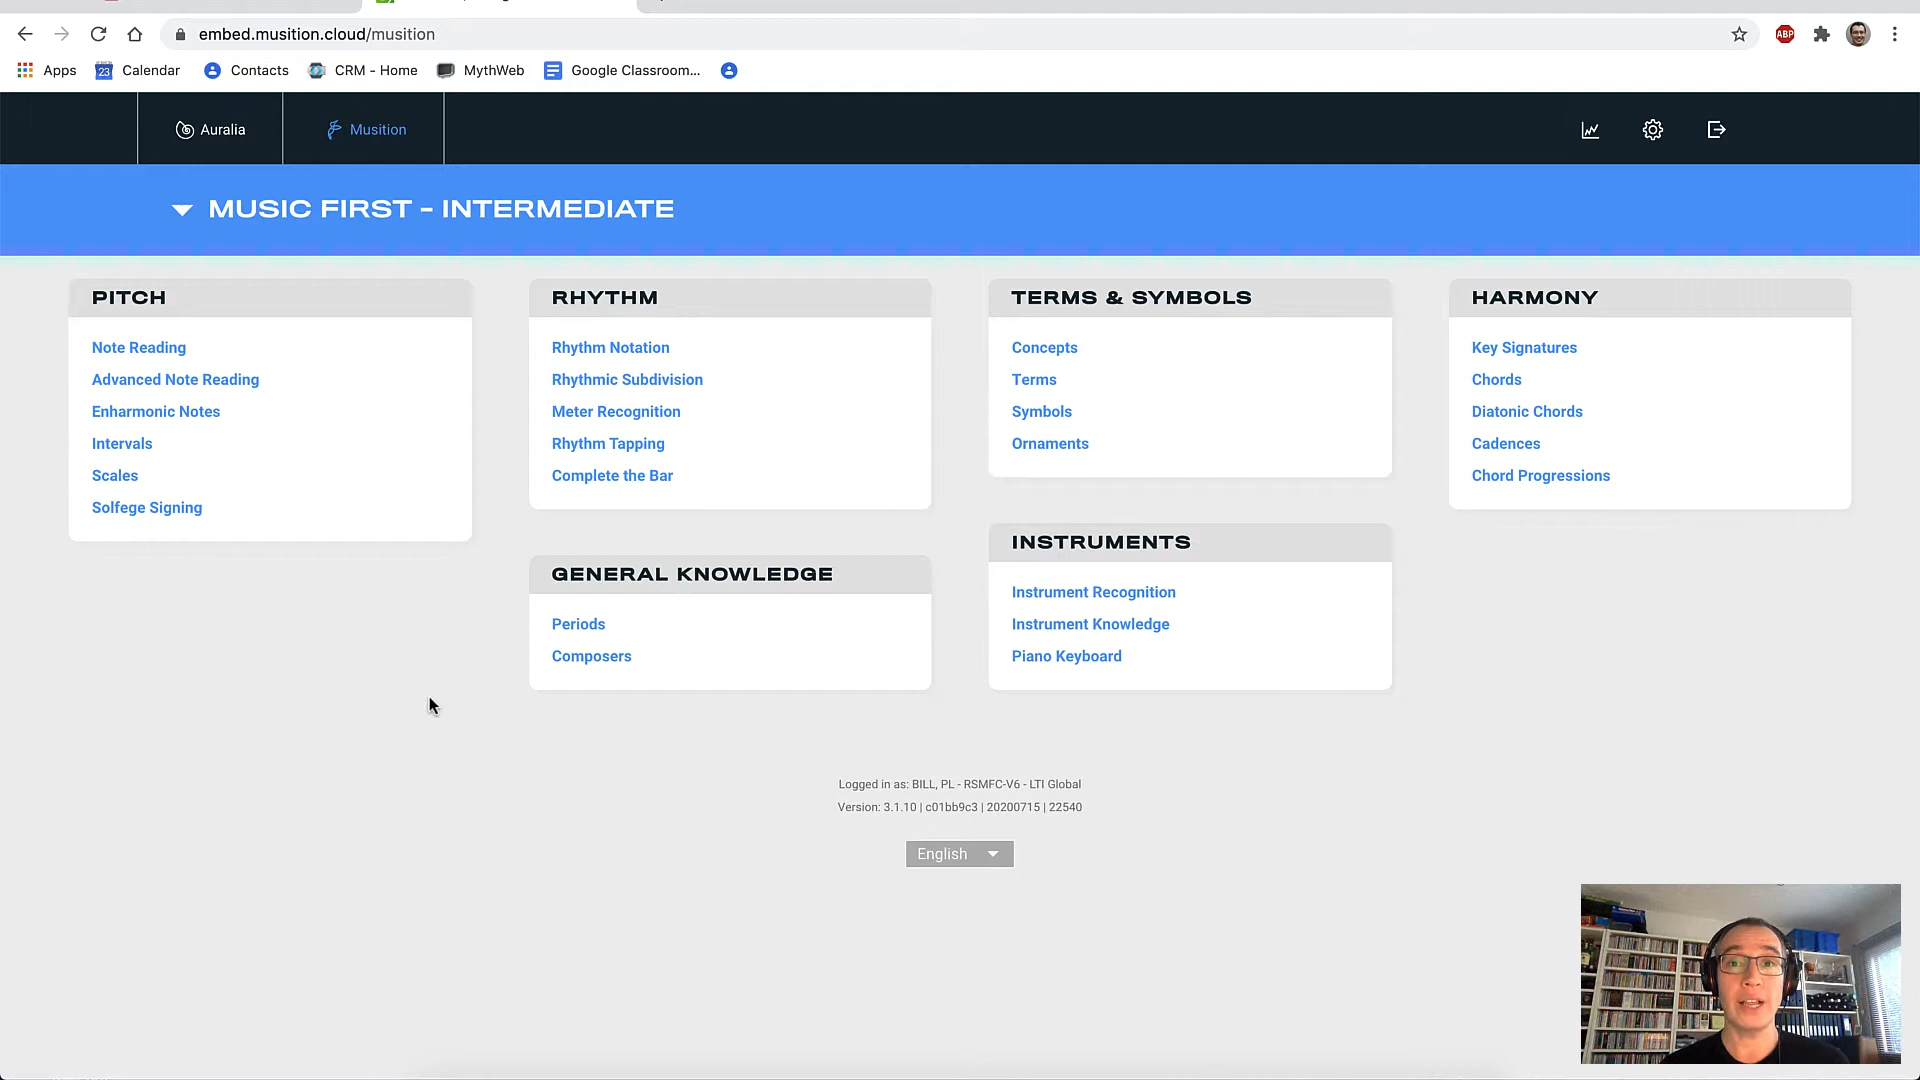 embed.musition.cloud/musition
ABP
Apps
23
Calendar
Contacts
CRM - Home
MythWeb
Google Classroom...
Auralia
Musition
MUSIC FIRST - INTERMEDIATE
PITCH
Note Reading
Advanced Note Reading
Enharmonic Notes
Intervals
Scales
Solfege Signing
RHYTHM
Rhythm Notation
Rhythmic Subdivision
Meter Recognition
Rhythm Tapping
Complete the Bar
GENERAL KNOWLEDGE
Periods
Composers
TERMS & SYMBOLS
Concepts
Terms
Symbols
Ornaments
INSTRUMENTS
Instrument Recognition
Instrument Knowledge
Piano Keyboard
HARMONY
Key Signatures
Chords
Diatonic Chords
Cadences
Chord Progressions
Logged in as: BILL, PL - RSMFC-V6 - LTI Global
Version: 3.1.10 | c01bb9c3 | 20200715 | 22540
English